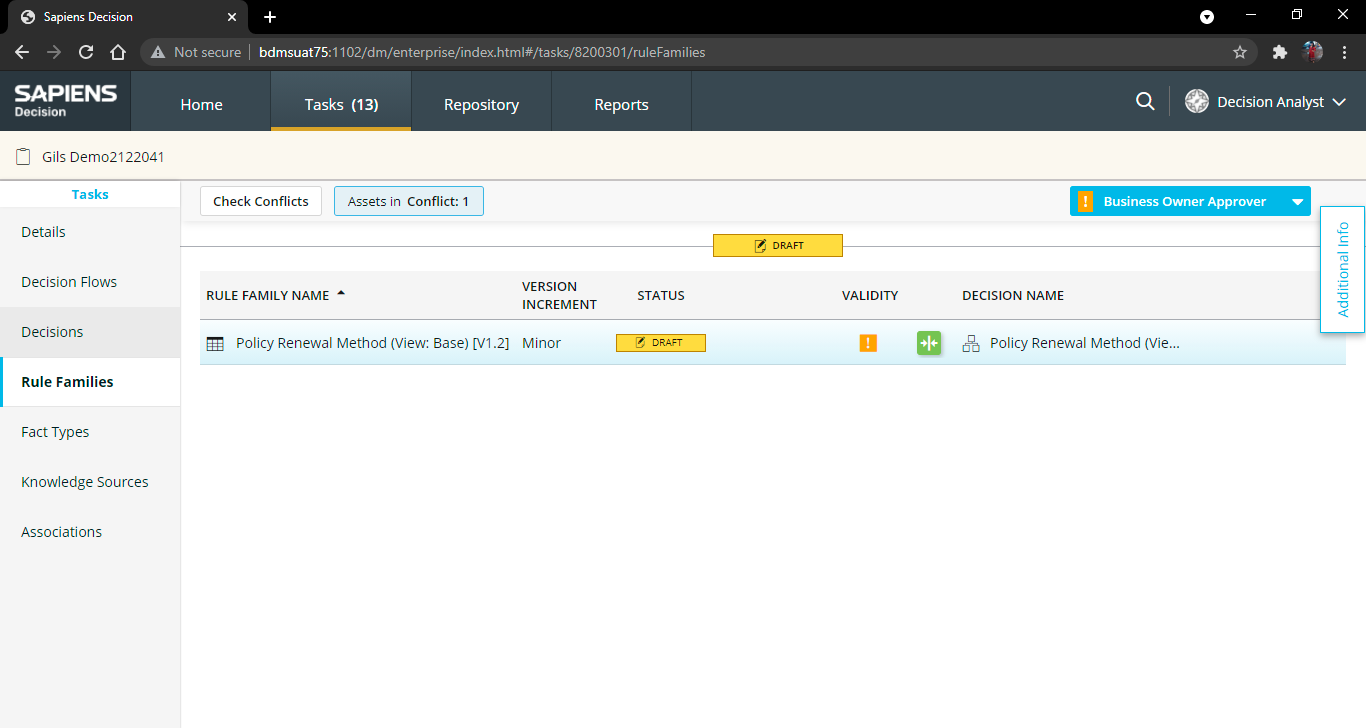 Sapiens Decision
Not secure bdmsuat75:1102/dm/enterprise/index.html#/tasks/8200301/ruleFamilies
SAPIENS
Decision
Home
Tasks (13)
Repository
Reports
Decision Analyst
Gils Demo2122041
Tasks
Details
Decision Flows
Decisions
Rule Families
Fact Types
Knowledge Sources
Associations
Check Conflicts
Assets in Conflict: 1
! Business Owner Approver
Additional Info
DRAFT
RULE FAMILY NAME
VERSION
INCREMENT
STATUS
VALIDITY
DECISION NAME
Policy Renewal Method (View: Base) [V1.2]
Minor
DRAFT
!
Policy Renewal Method (Vie...